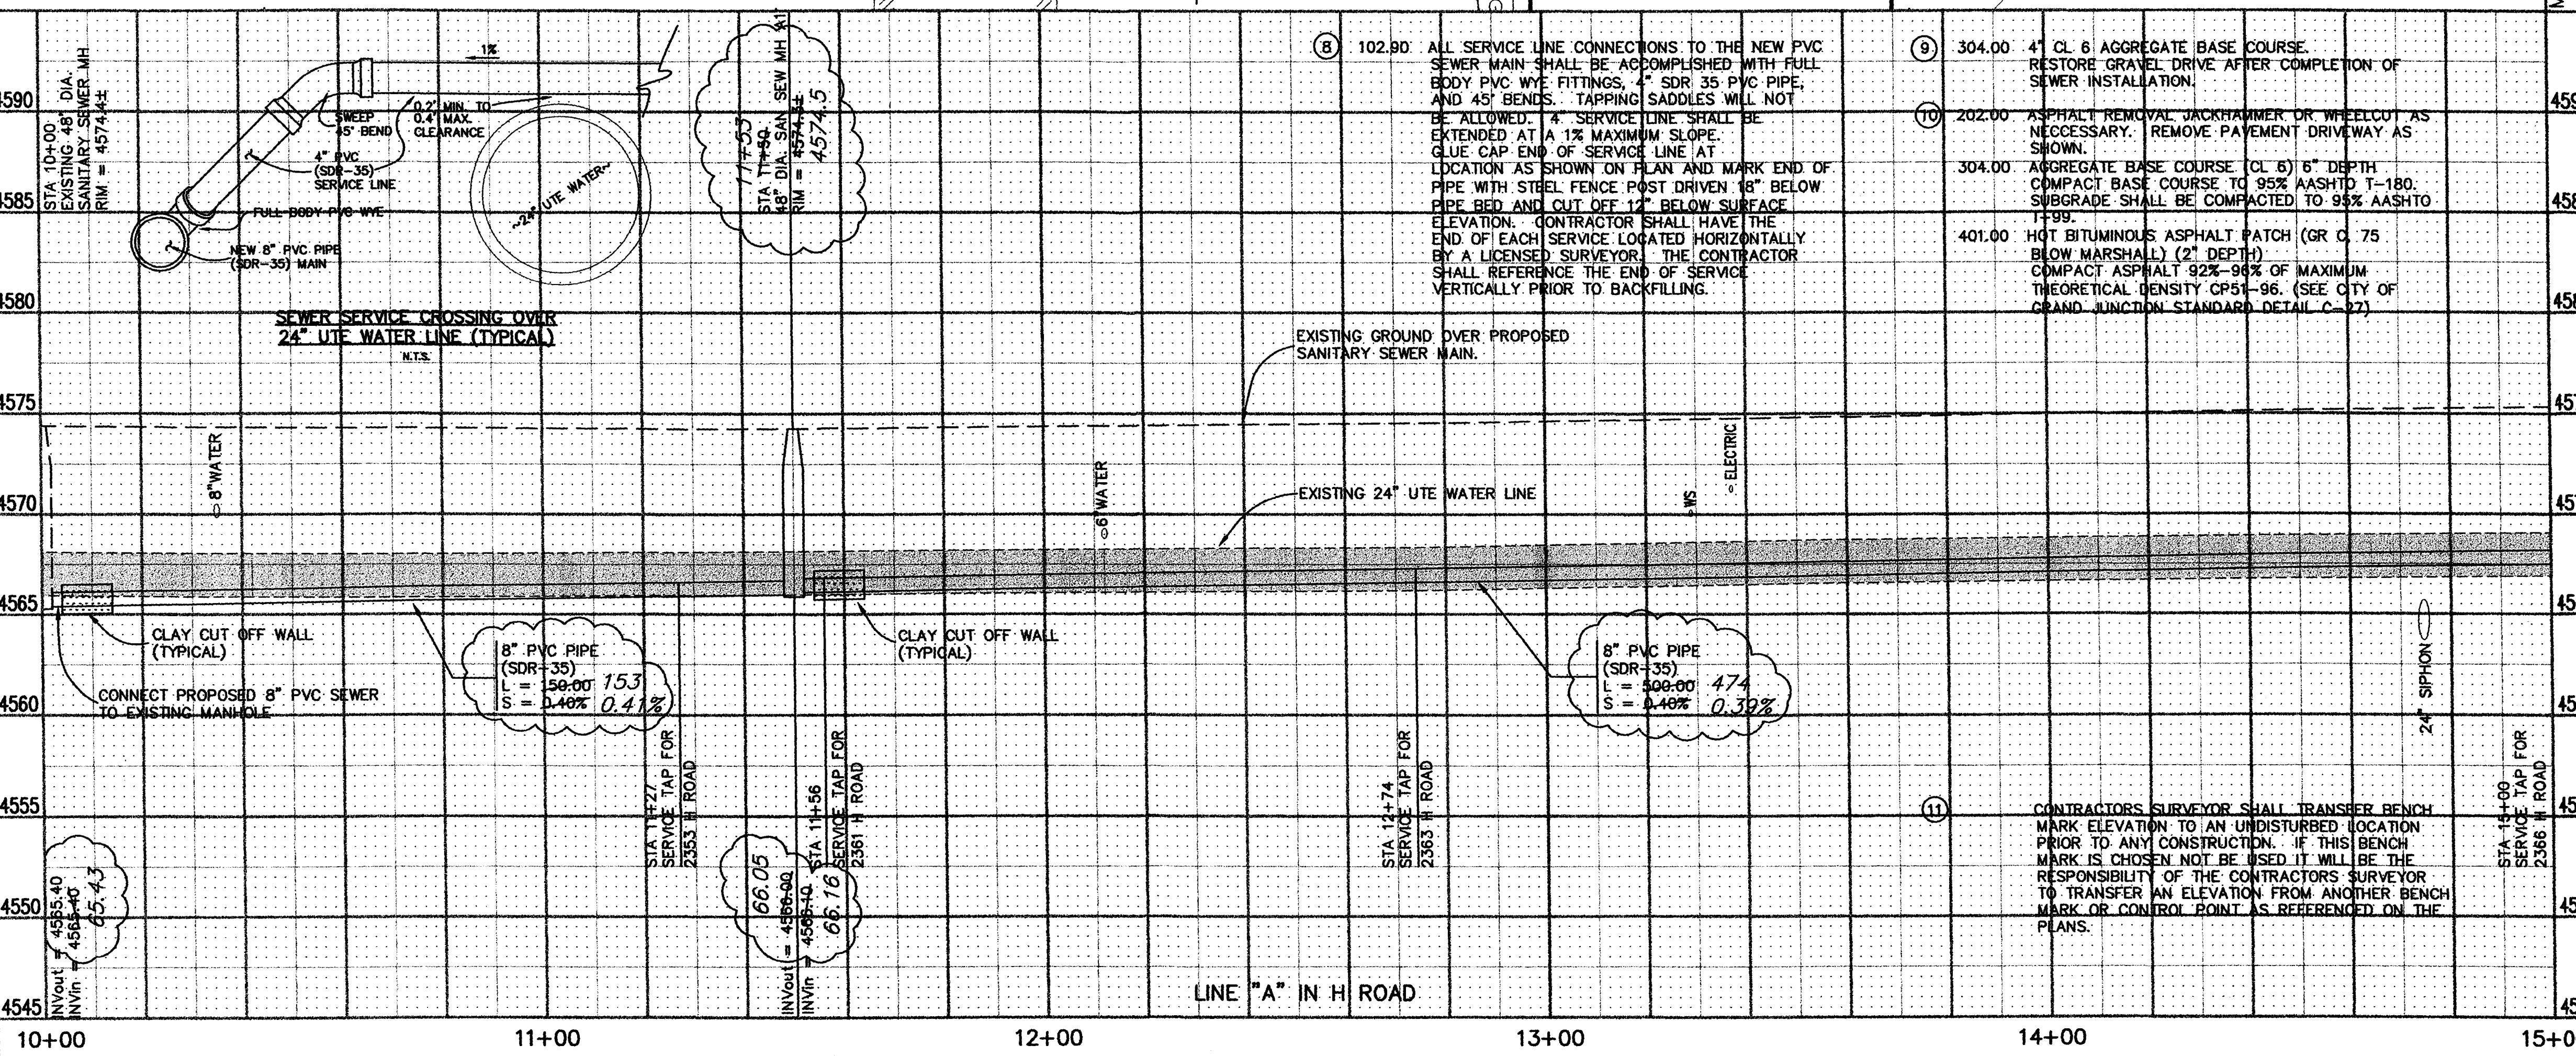 STA 10+00
EXISTING 48" DIA.
SANITARY SEWER MH
RIM = 4574.4±
1%
SWEEP
45° BEND
0.2' MIN. TO
0.4' MAX.
CLEARANCE
4" PVC
(SDR-35)
SERVICE LINE
FULL BODY PVC WYE
NEW 8" PVC PIPE
(SDR-35) MAIN
~24" UTE WATER~
SEWER SERVICE CROSSING OVER
24" UTE WATER LINE (TYPICAL)
N.T.S.
11+53
STA 11+50
48" DIA. SAN SEW MH A1
RIM = 4574.3±
4574.5
8 102.90 ALL SERVICE LINE CONNECTIONS TO THE NEW PVC
SEWER MAIN SHALL BE ACCOMPLISHED WITH FULL
BODY PVC WYE FITTINGS, 4" SDR 35 PVC PIPE,
AND 45° BENDS. TAPPING SADDLES WILL NOT
BE ALLOWED. 4" SERVICE LINE SHALL BE
EXTENDED AT A 1% MAXIMUM SLOPE.
GLUE CAP END OF SERVICE LINE AT
LOCATION AS SHOWN ON PLAN AND MARK END OF
PIPE WITH STEEL FENCE POST DRIVEN 18" BELOW
PIPE BED AND CUT OFF 12" BELOW SURFACE
ELEVATION. CONTRACTOR SHALL HAVE THE
END OF EACH SERVICE LOCATED HORIZONTALLY
BY A LICENSED SURVEYOR. THE CONTRACTOR
SHALL REFERENCE THE END OF SERVICE
VERTICALLY PRIOR TO BACKFILLING.
9 304.00 4" CL 6 AGGREGATE BASE COURSE.
RESTORE GRAVEL DRIVE AFTER COMPLETION OF
SEWER INSTALLATION.
10 202.00 ASPHALT REMOVAL JACKHAMMER OR WHEELCUT AS
NECCESSARY. REMOVE PAVEMENT DRIVEWAY AS
SHOWN.
304.00 AGGREGATE BASE COURSE (CL 6) 6" DEPTH
COMPACT BASE COURSE TO 95% AASHTO T-180.
SUBGRADE SHALL BE COMPACTED TO 95% AASHTO
T-99.
401.00 HOT BITUMINOUS ASPHALT PATCH (GR C, 75
BLOW MARSHALL) (2" DEPTH)
COMPACT ASPHALT 92%-96% OF MAXIMUM
THEORETICAL DENSITY CP51-96. (SEE CITY OF
GRAND JUNCTION STANDARD DETAIL C-27)
EXISTING GROUND OVER PROPOSED
SANITARY SEWER MAIN.
4590
4585
4580
4575
4570
4565
4560
4555
4550
4545
8"WATER
6"WATER
EXISTING 24" UTE WATER LINE
WS
ELECTRIC
CLAY CUT OFF WALL
(TYPICAL)
CONNECT PROPOSED 8" PVC SEWER
TO EXISTING MANHOLE
8" PVC PIPE
(SDR-35)
L = 150.00 153
S = 0.40% 0.41%
CLAY CUT OFF WALL
(TYPICAL)
8" PVC PIPE
(SDR-35)
L = 500.00 474
S = 0.40% 0.39%
24" SIPHON
STA 11+27
SERVICE TAP FOR
2353 H ROAD
STA 11+56
SERVICE TAP FOR
2361 H ROAD
STA 12+74
SERVICE TAP FOR
2363 H ROAD
STA 15+00
SERVICE TAP FOR
2366 H ROAD
INVout = 4565.40
INVin = 4565.40
65.43
66.05
INVout = 4566.00
INVin = 4566.10
66.16
11 CONTRACTORS SURVEYOR SHALL TRANSFER BENCH
MARK ELEVATION TO AN UNDISTURBED LOCATION
PRIOR TO ANY CONSTRUCTION. IF THIS BENCH
MARK IS CHOSEN NOT BE USED IT WILL BE THE
RESPONSIBILITY OF THE CONTRACTORS SURVEYOR
TO TRANSFER AN ELEVATION FROM ANOTHER BENCH
MARK OR CONTROL POINT AS REFERENCED ON THE
PLANS.
LINE "A" IN H ROAD
10+00
11+00
12+00
13+00
14+00
15+0